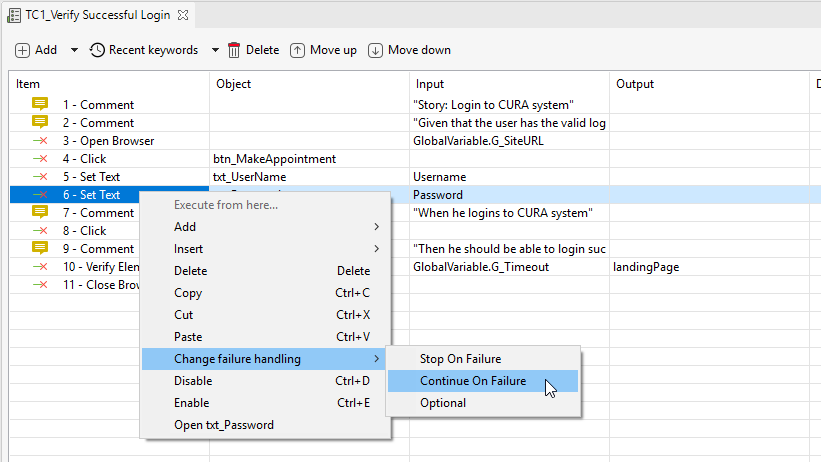 TC1_Verify Successful Login
Add Recent keywords Delete Move up Move down
Item Object Input Output
1 - Comment "Story: Login to CURA system"
2 - Comment "Given that the user has the valid log
3 - Open Browser GlobalVariable.G_SiteURL
4 - Click btn_MakeAppointment
5 - Set Text txt_UserName Username
6 - Set Text Password
7 - Comment "When he logins to CURA system"
8 - Click
9 - Comment "Then he should be able to login suc
10 - Verify Elen GlobalVariable.G_Timeout landingPage
11 - Close Brow
Execute from here...
Add
Insert
Delete Delete
Copy Ctrl+C
Cut Ctrl+X
Paste Ctrl+V
Change failure handling
Disable Ctrl+D
Enable Ctrl+E
Open txt_Password
Stop On Failure
Continue On Failure
Optional